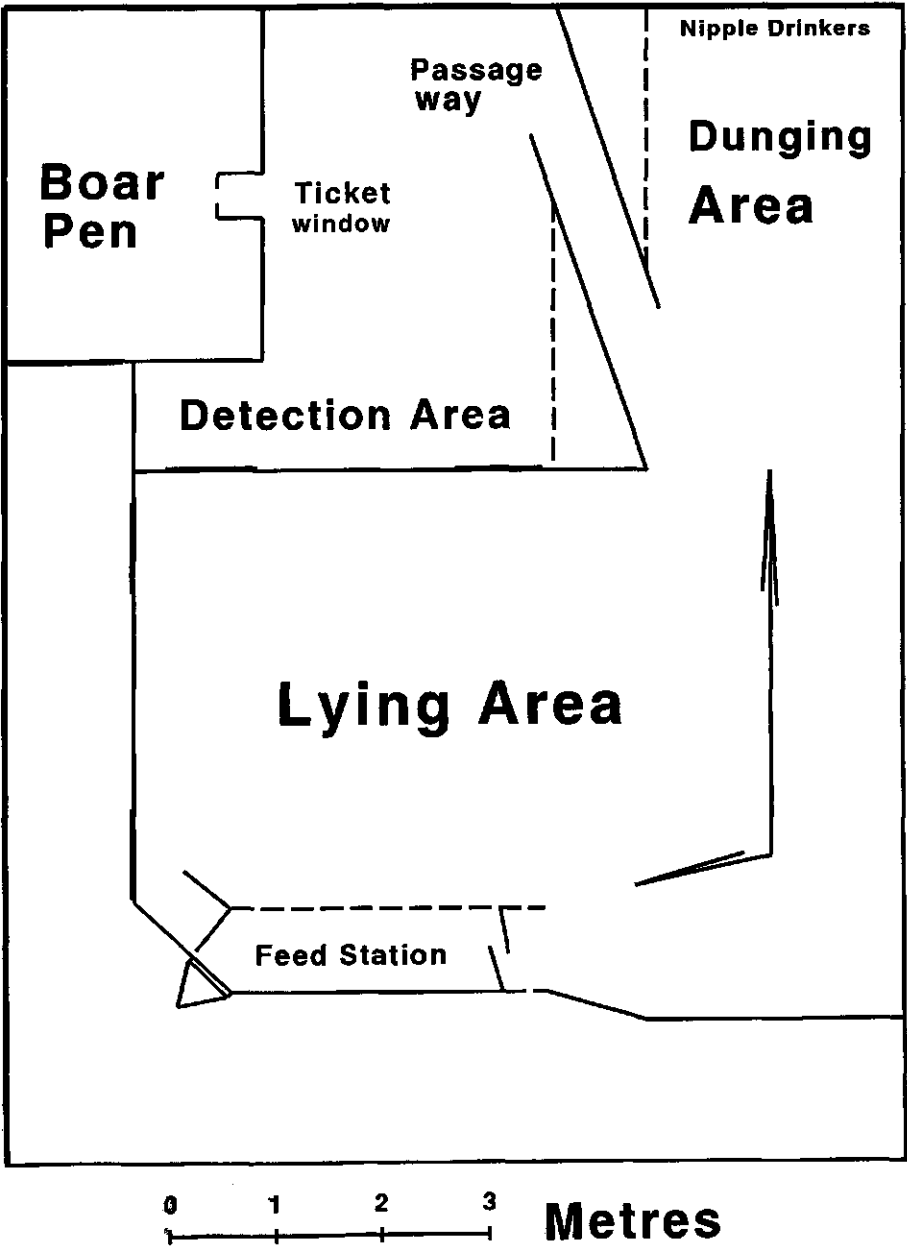 Nipple Drinkers
Passage
way
Dunging
Area
Boar
Pen
Ticket
window
Detection Area
Lying Area
Feed Station
0 1 2 3
Metres